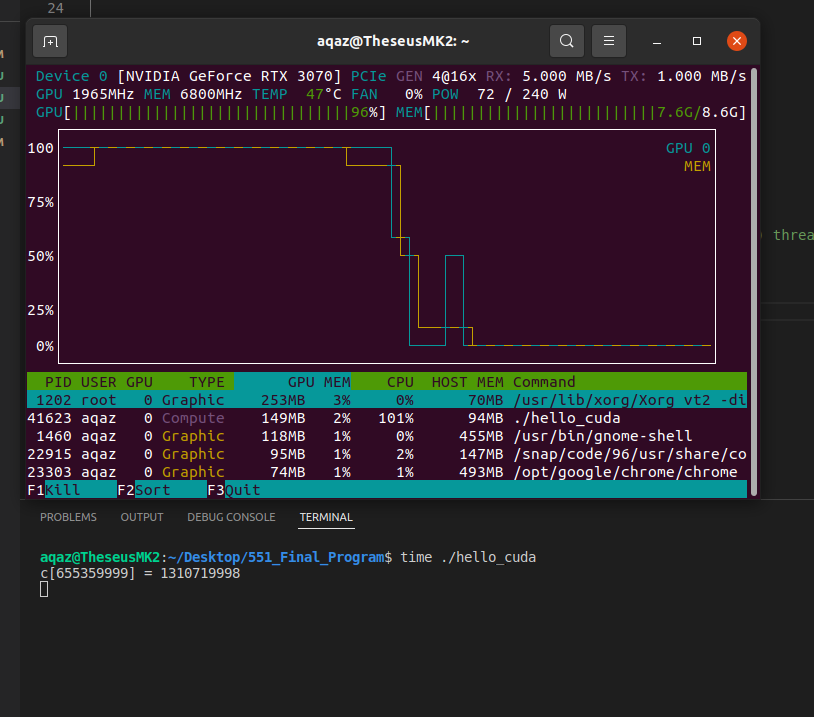 24
aqaz@TheseusMK2: ~
Device 0 [NVIDIA GeForce RTX 3070] PCIe GEN 4@16x RX: 5.000 MB/s TX: 1.000 MB/s
GPU 1965MHz MEM 6800MHz TEMP 47°C FAN 0% POW 72 / 240 W
GPU[|||||||||||||||||||||||||||||||96%] MEM[|||||||||||||||||||||||||7.6G/8.6G]
100 GPU 0
MEM
75%
50%
25%
0%
PID USER GPU TYPE GPU MEM CPU HOST MEM Command
1202 root 0 Graphic 253MB 3% 0% 70MB /usr/lib/xorg/Xorg vt2 -di
41623 aqaz 0 Compute 149MB 2% 101% 94MB ./hello_cuda
1460 aqaz 0 Graphic 118MB 1% 0% 455MB /usr/bin/gnome-shell
22915 aqaz 0 Graphic 95MB 1% 2% 147MB /snap/code/96/usr/share/co
23303 aqaz 0 Graphic 74MB 1% 1% 493MB /opt/google/chrome/chrome
F1Kill F2Sort F3Quit
threa
PROBLEMS OUTPUT DEBUG CONSOLE TERMINAL
aqaz@TheseusMK2:~/Desktop/551_Final_Program$ time ./hello_cuda
c[655359999] = 1310719998